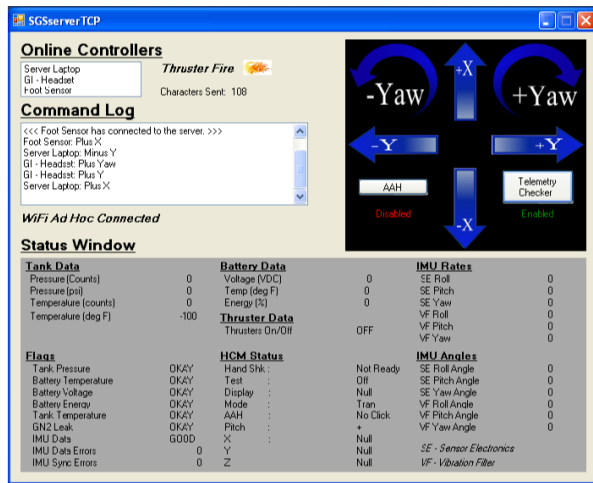 SGSserverTCP
Online Controllers
Server Laptop
GI - Headset
Foot Sensor
Thruster Fire
Characters Sent: 108
Command Log
<<< Foot Sensor has connected to the server. >>>
Foot Sensor: Plus X
Server Laptop: Minus Y
GI - Headset: Plus Yaw
GI - Headset: Plus Y
Server Laptop: Plus X
WiFi Ad Hoc Connected
+X
-Yaw
+Yaw
-Y
+Y
-X
AAH
Disabled
Telemetry
Checker
Enabled
Status Window
Tank Data
Pressure (Counts) 0
Pressure (psi) 0
Temperature (counts) 0
Temperature (deg F) -100
Battery Data
Voltage (VDC) 0
Temp (deg F) 0
Energy (%) 0
Thruster Data
Thrusters On/Off OFF
IMU Rates
SE Roll 0
SE Pitch 0
SE Yaw 0
VF Roll 0
VF Pitch 0
VF Yaw 0
Flags
Tank Pressure OKAY
Battery Temperature OKAY
Battery Voltage OKAY
Battery Energy OKAY
Tank Temperature OKAY
GN2 Leak OKAY
IMU Data GOOD
IMU Data Errors 0
IMU Sync Errors 0
HCM Status
Hand Shk : Not Ready
Test : Off
Display : Null
Mode : Tran
AAH : No Click
Pitch : +
X : Null
Y Null
Z Null
IMU Angles
SE Roll Angle 0
SE Pitch Angle 0
SE Yaw Angle 0
VF Roll Angle 0
VF Pitch Angle 0
VF Yaw Angle 0
SE - Sensor Electronics
VF - Vibration Filter